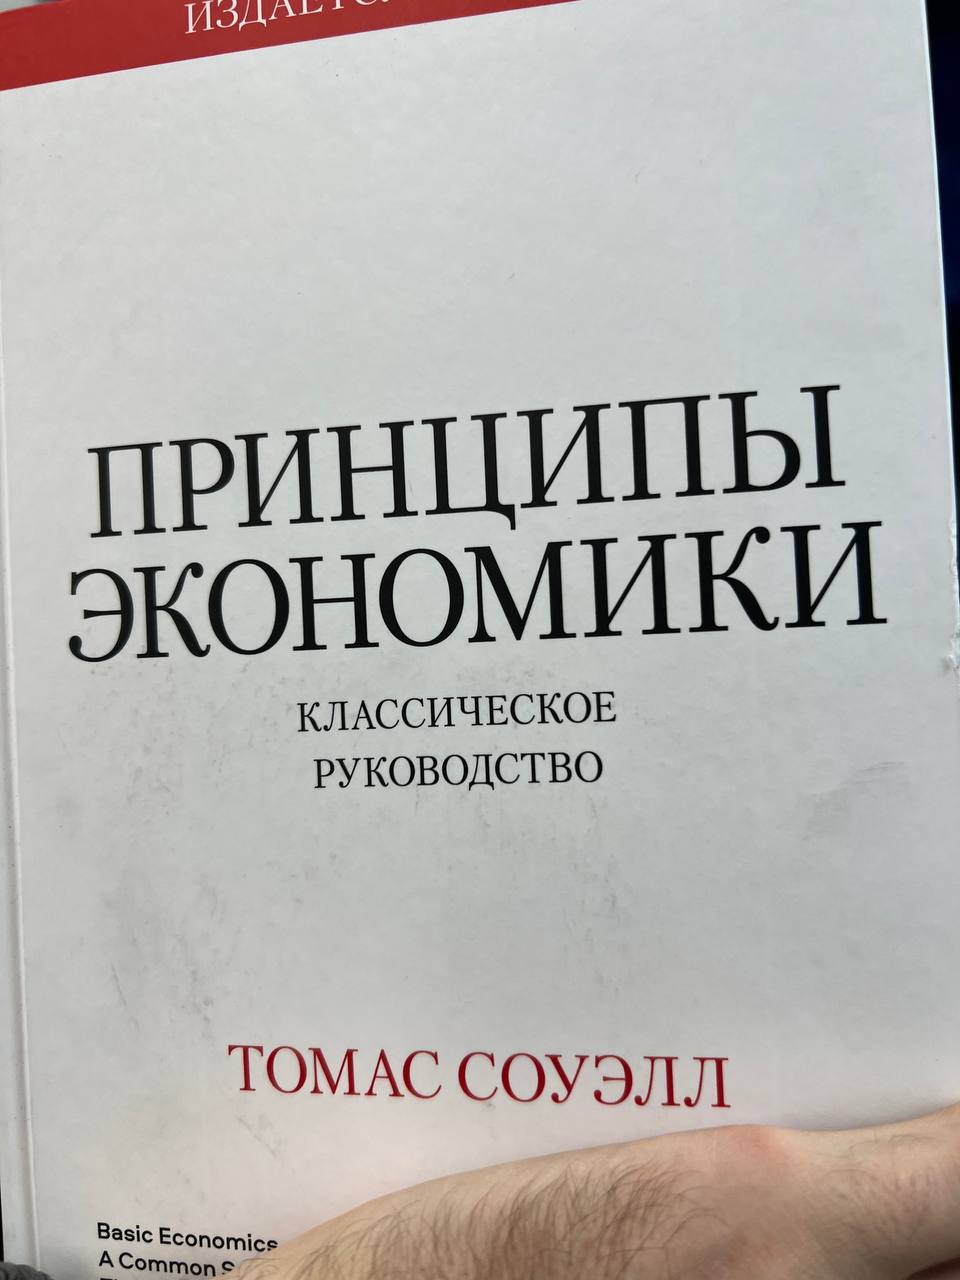 ПРИНЦИПЫ
ЭКОНОМИКИ
КЛАССИЧЕСКОЕ
РУКОВОДСТВО
ТОМАС СОУЭЛЛ
Basic Economics
A Common